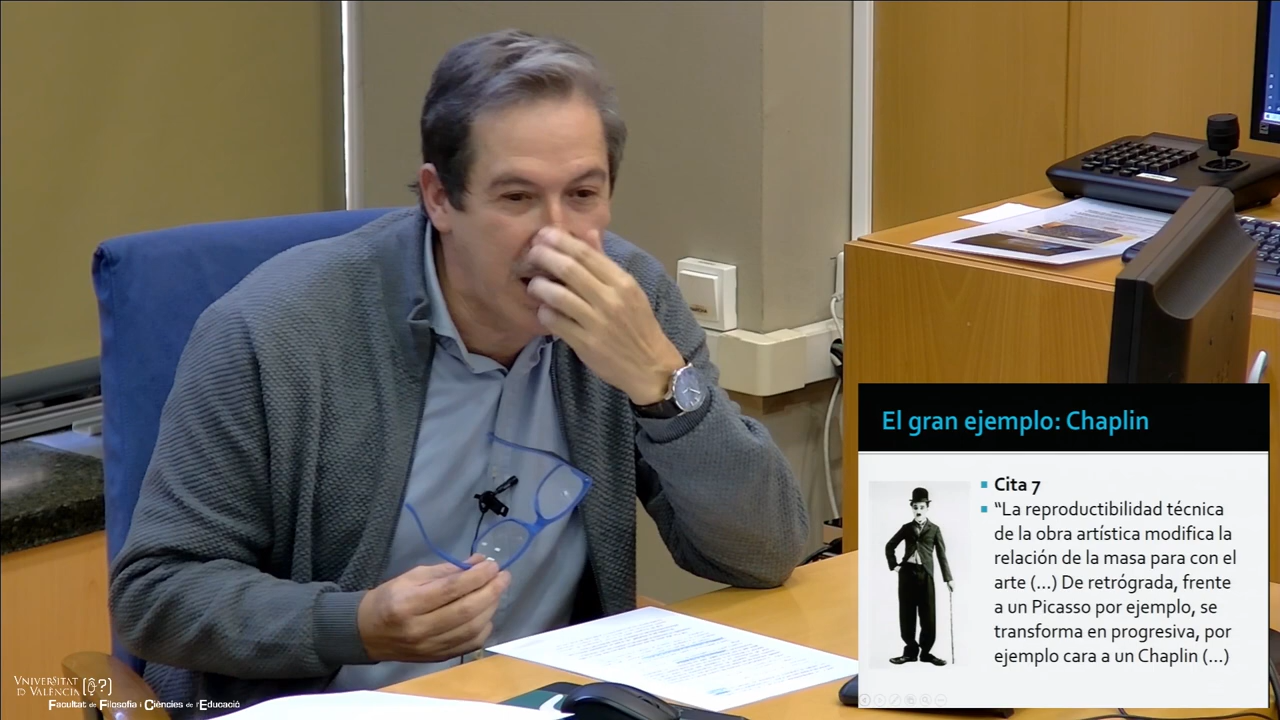 El gran ejemplo: Chaplin
Cita 7
“La reproductibilidad técnica
de la obra artística modifica la
relación de la masa para con el
arte (...) De retrógrada, frente
a un Picasso por ejemplo, se
transforma en progresiva, por
ejemplo cara a un Chaplin (...)
VNIVERSITAT
D VALÈNCIA
Facultat de Filosofia i Ciències de l'Educació